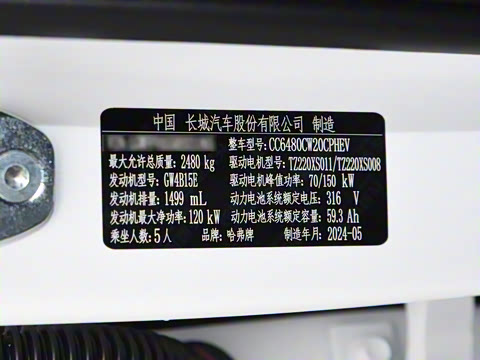 中国 长城汽车股份有限公司 制造
整车型号:CC6480CW20CPHEV
最大允许总质量:2480 kg 驱动电机型号:TZ220XS011/TZ220XS008
发动机型号:GW4B15E 驱动电机峰值功率:70/150 kW
发动机排量:1499 mL 动力电池系统额定电压:316 V
发动机最大净功率:120 kW 动力电池系统额定容量:59.3 Ah
乘坐人数:5人 品牌:哈弗牌 制造年月:2024-05